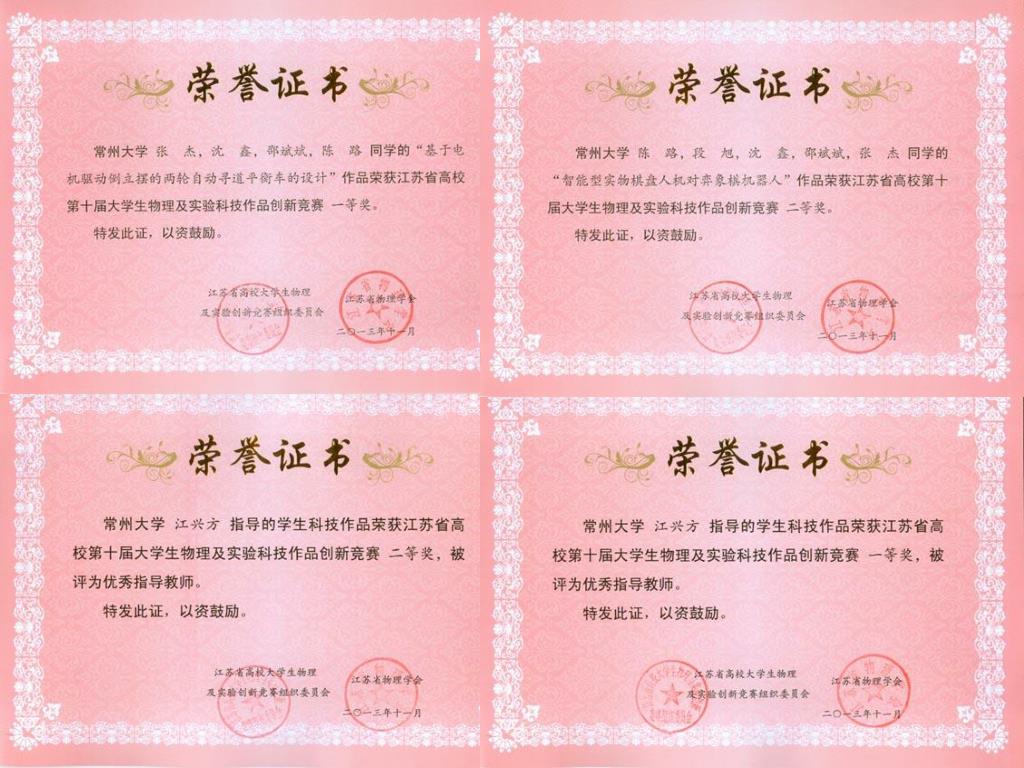 荣誉证书
常州大学 张 杰，沈 鑫，邵斌斌，陈 路 同学的“基于电
机驱动倒立摆的两轮自动寻道平衡车的设计”作品荣获江苏省高校
第十届大学生物理及实验科技作品创新竞赛 一等奖。
特发此证，以资鼓励。
江苏省高校大学生物理
及实验创新竞赛组织委员会
江苏省物理学会
二〇一三年十一月
荣誉证书
常州大学 陈 路，段 旭，沈 鑫，邵斌斌，张 杰 同学的
“智能型实物棋盘人机对弈象棋机器人”作品荣获江苏省高校第十
届大学生物理及实验科技作品创新竞赛 二等奖。
特发此证，以资鼓励。
江苏省高校大学生物理
及实验创新竞赛组织委员会
江苏省物理学会
二〇一三年十一月
荣誉证书
常州大学 江兴方 指导的学生科技作品荣获江苏省高
校第十届大学生物理及实验科技作品创新竞赛 二等奖，被
评为优秀指导教师。
特发此证，以资鼓励。
江苏省高校大学生物理
及实验创新竞赛组织委员会
江苏省物理学会
二〇一三年十一月
荣誉证书
常州大学 江兴方 指导的学生科技作品荣获江苏省高
校第十届大学生物理及实验科技作品创新竞赛 一等奖，被
评为优秀指导教师。
特发此证，以资鼓励。
江苏省高校大学生物理
及实验创新竞赛组织委员会
江苏省物理学会
二〇一三年十一月